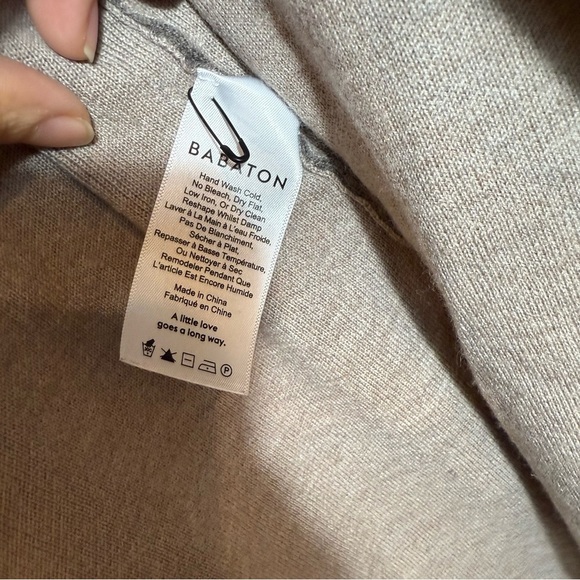 BABATON
Hand Wash Cold,
No Bleach, Dry Flat,
Low Iron, Or Dry Clean
Reshape Whilst Damp
Laver à La Main à L'eau Froide,
Pas De Blanchiment,
Sécher à Plat,
Repasser à Basse Température,
Ou Nettoyer à Sec
Remodeler Pendant Que
L'article Est Encore Humide
Made in China
Fabriqué en Chine
A little love
goes a long way.
P